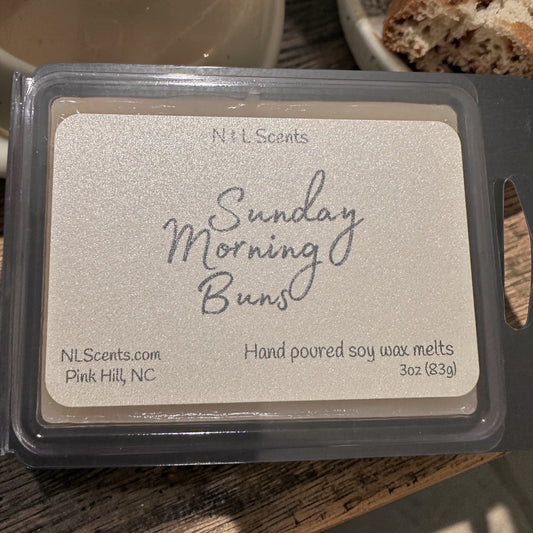 N + L Scents
Sunday
Morning
Buns
NLScents.com
Pink Hill, NC
Hand poured soy wax melts
3oz (83g)